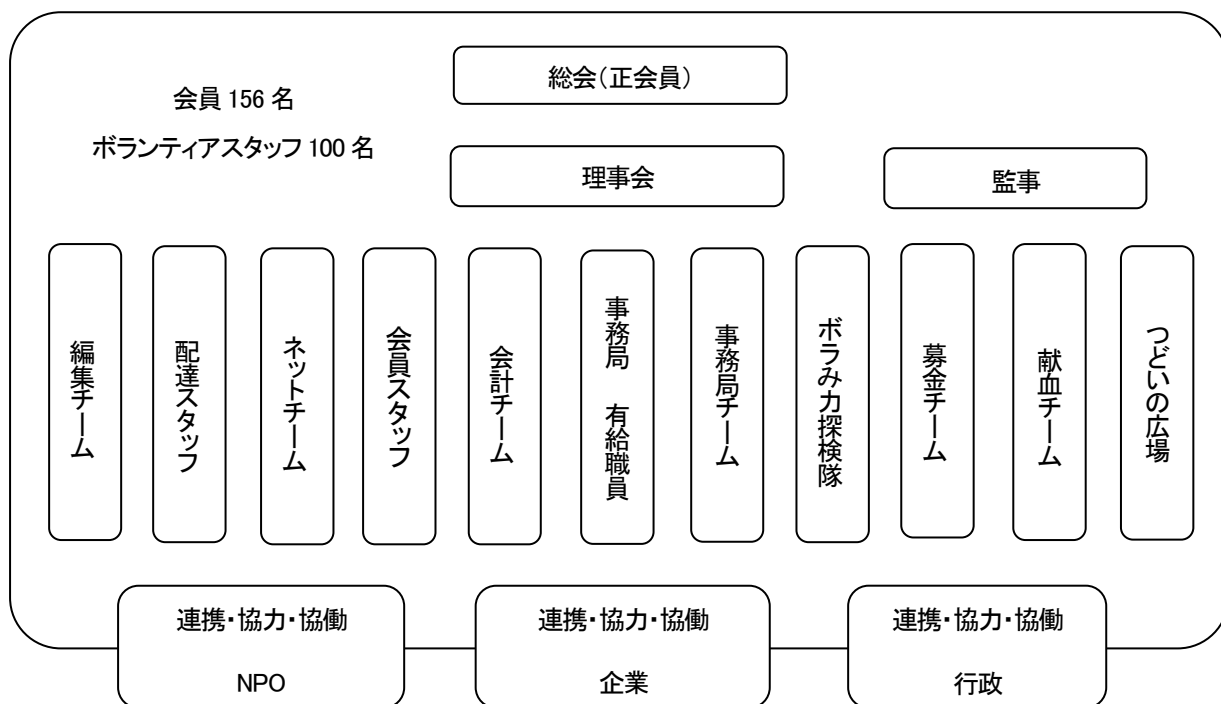 総会（正会員）
会員 156 名
ボランティアスタッフ 100 名
理事会
監事
編集チーム
配達スタッフ
ネットチーム
会員スタッフ
会計チーム
事務局　有給職員
事務局チーム
ボラみ力探検隊
募金チーム
献血チーム
つどいの広場
連携・協力・協働
NPO
連携・協力・協働
企業
連携・協力・協働
行政